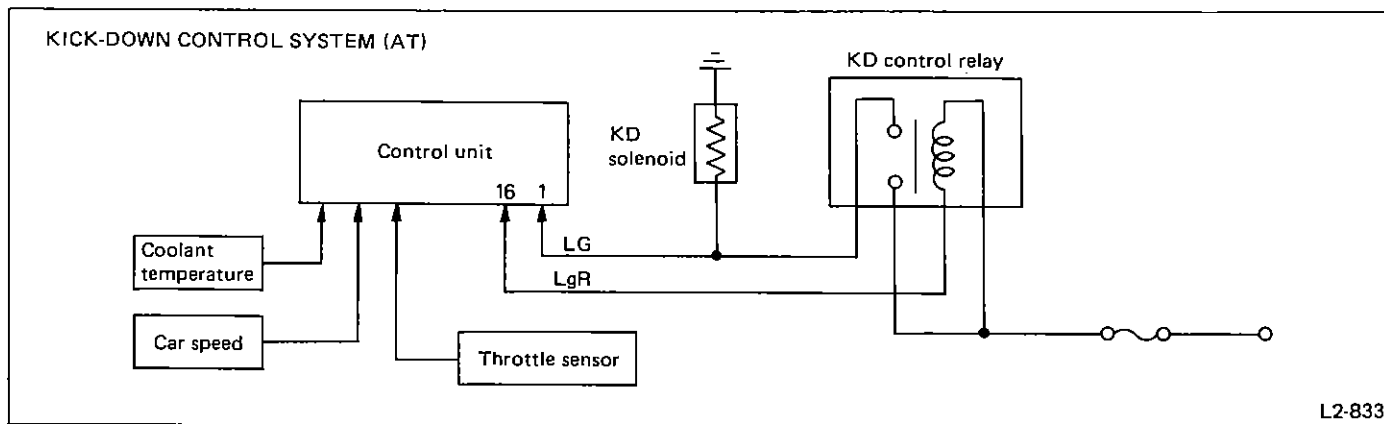 KICK-DOWN CONTROL SYSTEM (AT)
KD control relay
Control unit
KD
solenoid
16 1
Coolant
temperature
LG
LgR
Car speed
Throttle sensor
L2-833